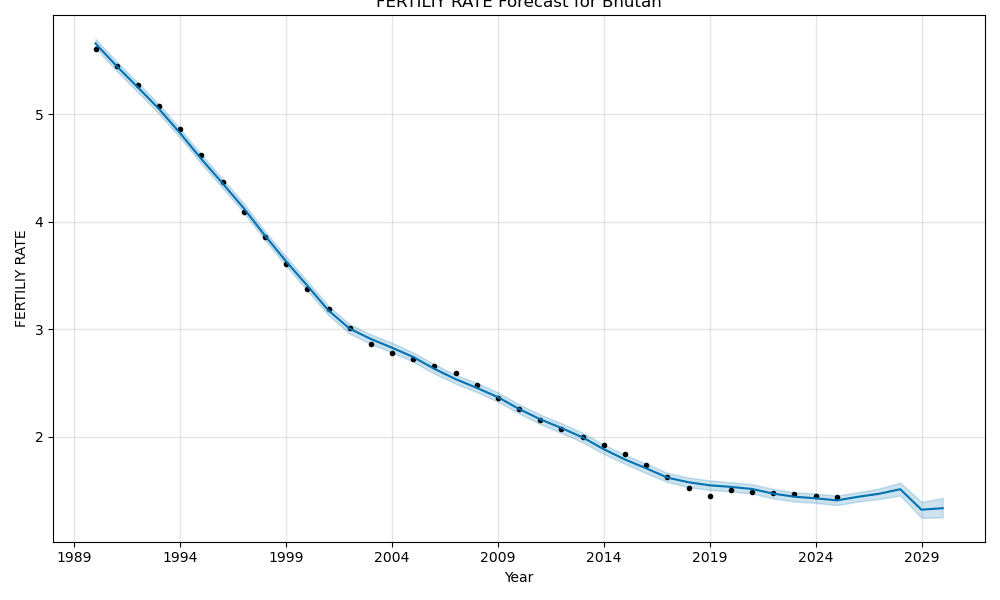 FERTILIY RATE Forecast for Bhutan
5
4
3
2
FERTILIY RATE
1989 1994 1999 2004 2009 2014 2019 2024 2029
Year